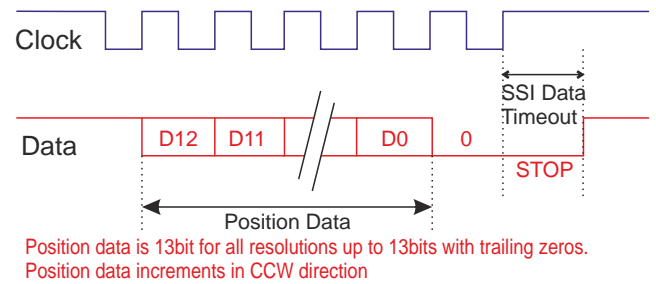 Clock
SSI Data
Timeout
Data
D12 D11 D0 0
STOP
Position Data
Position data is 13bit for all resolutions up to 13bits with trailing zeros.
Position data increments in CCW direction